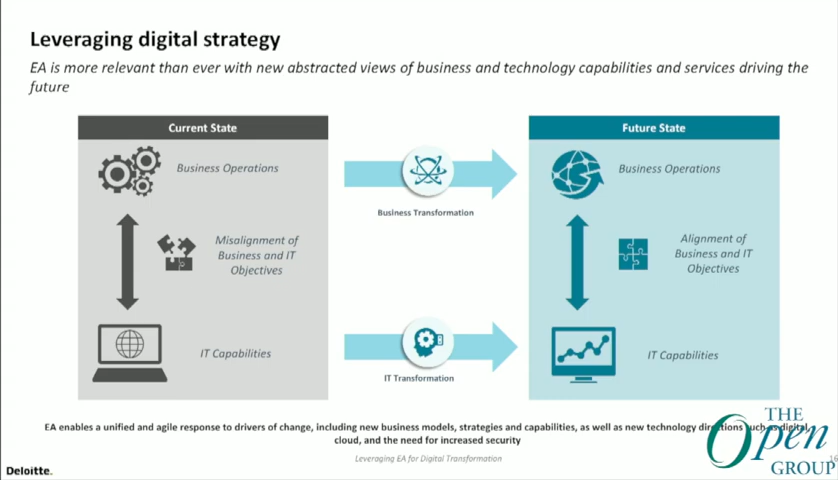 Leveraging digital strategy
EA is more relevant than ever with new abstracted views of business and technology capabilities and services driving the
future
Current State
Business Operations
Misalignment of
Business and IT
Objectives
IT Capabilities
Business Transformation
IT Transformation
Future State
Business Operations
Alignment of
Business and IT
Objectives
IT Capabilities
EA enables a unified and agile response to drivers of change, including new business models, strategies and capabilities, as well as new technology directions such as digital,
cloud, and the need for increased security
Leveraging EA for Digital Transformation
16
Deloitte.
THE
Open
GROUP